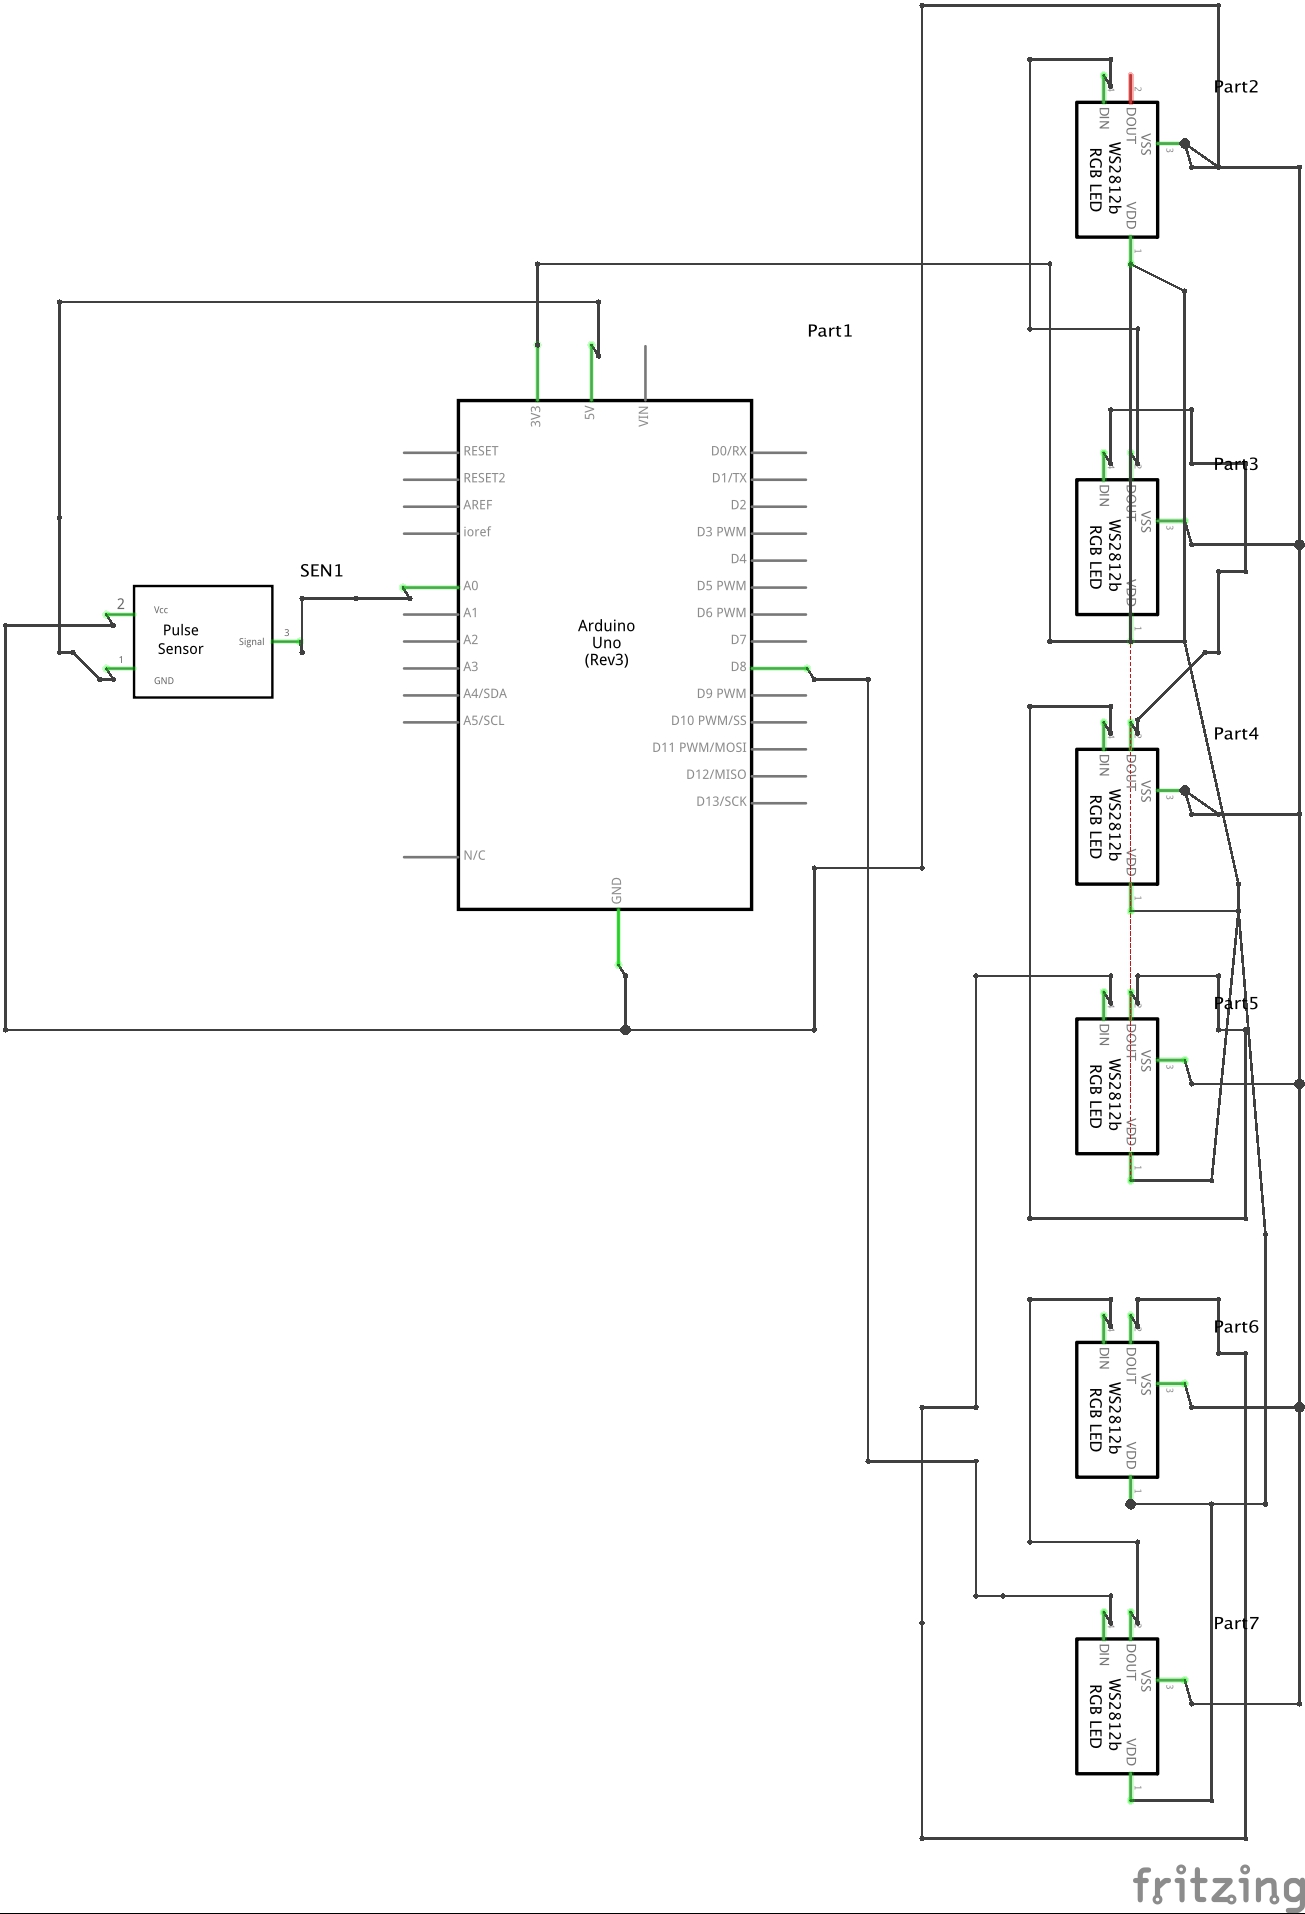 Part1
3V3
5V
VIN
RESET
RESET2
AREF
ioref
A0
A1
A2
A3
A4/SDA
A5/SCL
N/C
D0/RX
D1/TX
D2
D3 PWM
D4
D5 PWM
D6 PWM
D7
D8
D9 PWM
D10 PWM/SS
D11 PWM/MOSI
D12/MISO
D13/SCK
GND
Arduino
Uno
(Rev3)
SEN1
2
Vcc
Pulse
Sensor
Signal
3
1
GND
Part2
2
DIN
DOUT
VSS
3
WS2812b
RGB LED
VDD
1
Part3
DIN
DOUT
VSS
3
WS2812b
RGB LED
VDD
1
Part4
DIN
DOUT
VSS
3
WS2812b
RGB LED
VDD
1
Part5
DIN
DOUT
VSS
3
WS2812b
RGB LED
VDD
1
Part6
DIN
DOUT
VSS
3
WS2812b
RGB LED
VDD
1
Part7
DIN
DOUT
VSS
3
WS2812b
RGB LED
VDD
1
fritzing